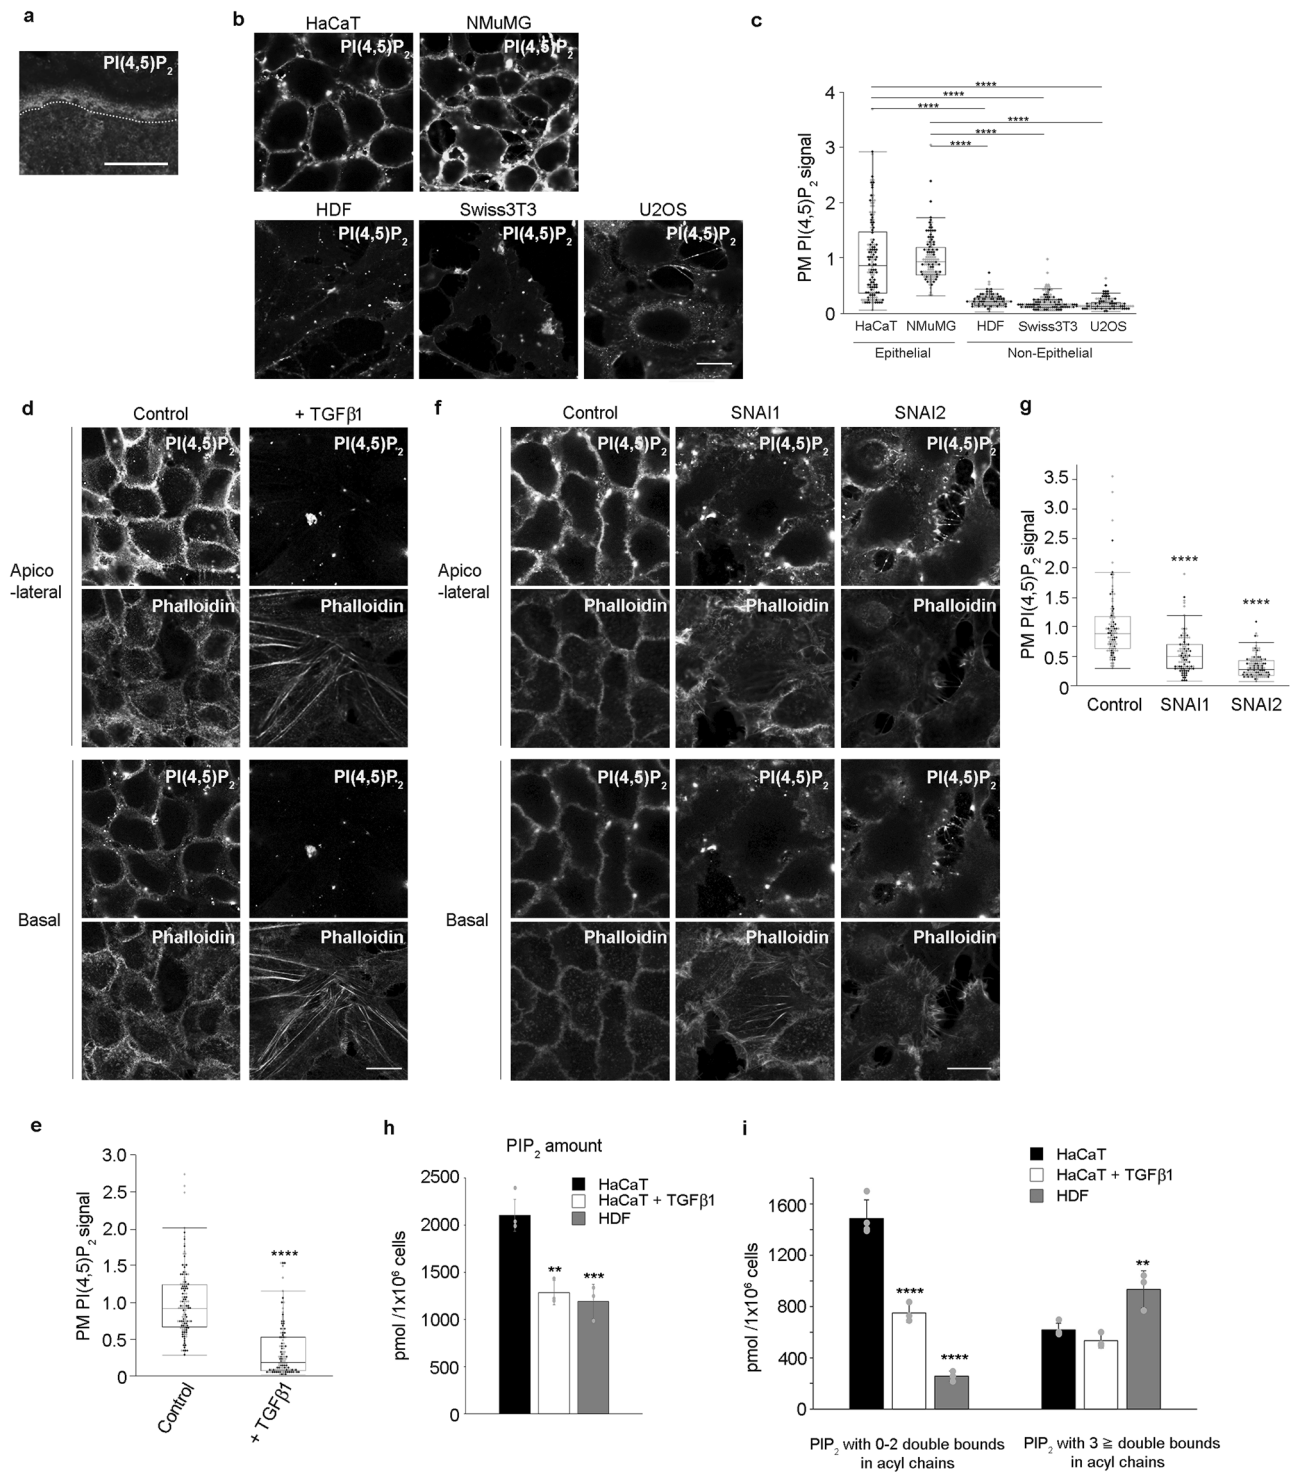 a
PI(4,5)P2
b
HaCaT
NMuMG
PI(4,5)P2
PI(4,5)P2
HDF
Swiss3T3
U2OS
PI(4,5)P2
PI(4,5)P2
PI(4,5)P2
c
PM PI(4,5)P2 signal
4
3
2
1
0
****
****
****
****
****
****
HaCaT
NMuMG
HDF
Swiss3T3
U2OS
Epithelial
Non-Epithelial
d
Control
+ TGFβ1
Apico
-lateral
PI(4,5)P2
PI(4,5)P2
Phalloidin
Phalloidin
Basal
PI(4,5)P2
PI(4,5)P2
Phalloidin
Phalloidin
f
Control
SNAI1
SNAI2
Apico
-lateral
PI(4,5)P2
PI(4,5)P2
PI(4,5)P2
Phalloidin
Phalloidin
Phalloidin
Basal
PI(4,5)P2
PI(4,5)P2
PI(4,5)P2
Phalloidin
Phalloidin
Phalloidin
g
PM PI(4,5)P2 signal
3.5
3.0
2.5
2.0
1.5
1.0
0.5
0
****
****
Control
SNAI1
SNAI2
e
PM PI(4,5)P2 signal
3.0
2.5
2.0
1.5
1.0
0.5
0
****
Control
+ TGFβ1
h
PIP2 amount
pmol /1x10⁶ cells
2500
2000
1500
1000
500
0
HaCaT
HaCaT + TGFβ1
HDF
**
***
i
HaCaT
HaCaT + TGFβ1
HDF
pmol /1x10⁶ cells
1600
1200
800
400
0
****
****
**
PIP2 with 0-2 double bounds
in acyl chains
PIP2 with 3 ≧ double bounds
in acyl chains